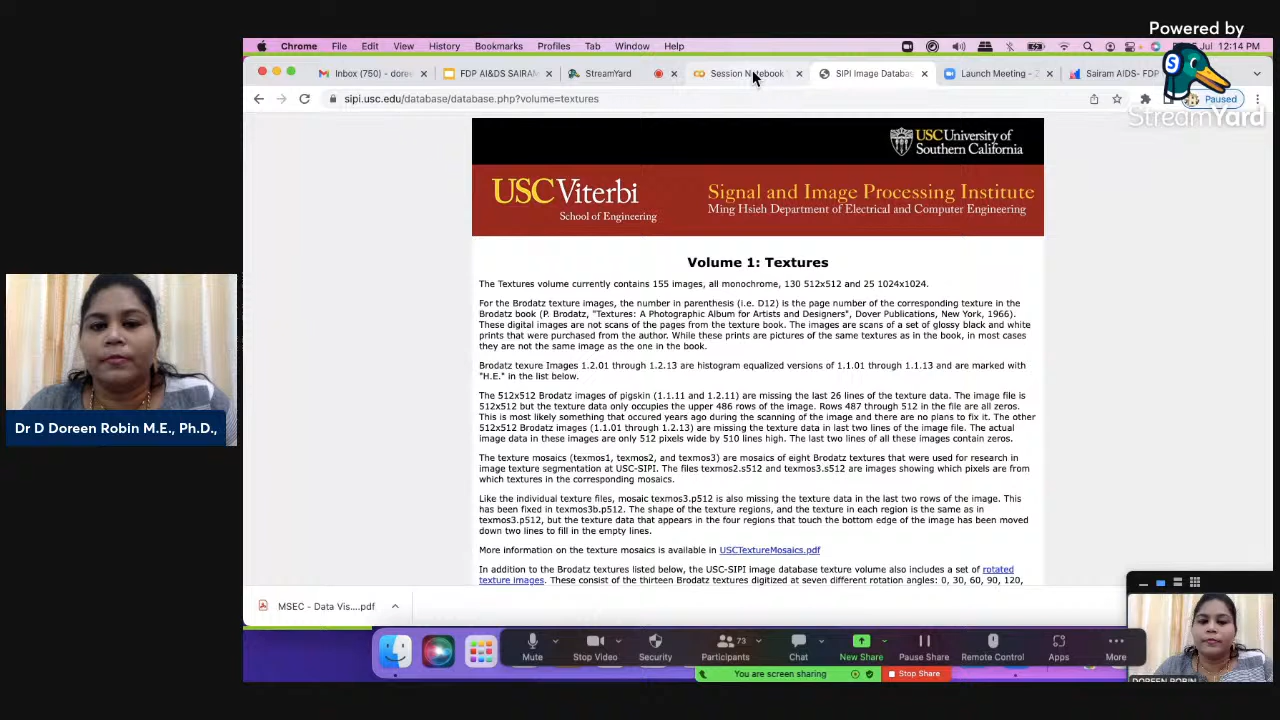 Powered by
StreamYard
Chrome File Edit View History Bookmarks Profiles Tab Window Help
Jul 12:14 PM
Inbox (750) - dore
FDP AI&DS SAIRAM
StreamYard
Session Notebook
SIPI Image Databas
Launch Meeting - Z
Sairam AIDS- FDP
sipi.usc.edu/database/database.php?volume=textures
Paused
USC University of
Southern California
USC Viterbi
School of Engineering
Signal and Image Processing Institute
Ming Hsieh Department of Electrical and Computer Engineering
Volume 1: Textures
The Textures volume currently contains 155 images, all monochrome, 130 512x512 and 25 1024x1024.
For the Brodatz texture images, the number in parenthesis (i.e. D12) is the page number of the corresponding texture in the
Brodatz book (P. Brodatz, "Textures: A Photographic Album for Artists and Designers", Dover Publications, New York, 1966).
These digital images are not scans of the pages from the texture book. The images are scans of a set of glossy black and white
prints that were purchased from the author. While these prints are pictures of the same textures as in the book, in most cases
they are not the same image as the one in the book.
Brodatz texure Images 1.2.01 through 1.2.13 are histogram equalized versions of 1.1.01 through 1.1.13 and are marked with
"H.E." in the list below.
The 512x512 Brodatz images of pigskin (1.1.11 and 1.2.11) are missing the last 26 lines of the texture data. The image file is
512x512 but the texture data only occupies the upper 486 rows of the image. Rows 487 through 512 in the file are all zeros.
This is most likely something that occured years ago during the scanning of the image and there are no plans to fix it. The other
512x512 Brodatz images (1.1.01 through 1.2.13) are missing the texture data in last two lines of the image file. The actual
image data in these images are only 512 pixels wide by 510 lines high. The last two lines of all these images contain zeros.
The texture mosaics (texmos1, texmos2, and texmos3) are mosaics of eight Brodatz textures that were used for research in
image texture segmentation at USC-SIPI. The files texmos2.s512 and texmos3.s512 are images showing which pixels are from
which textures in the corresponding mosaics.
Like the individual texture files, mosaic texmos3.p512 is also missing the texture data in the last two rows of the image. This
has been fixed in texmos3b.p512. The shape of the texture regions, and the texture in each region is the same as in
texmos3.p512, but the texture data that appears in the four regions that touch the bottom edge of the image has been moved
down two lines to fill in the empty lines.
More information on the texture mosaics is available in USCTextureMosaics.pdf
In addition to the Brodatz textures listed below, the USC-SIPI image database texture volume also includes a set of rotated
texture images. These consist of the thirteen Brodatz textures digitized at seven different rotation angles: 0, 30, 60, 90, 120,
Dr D Doreen Robin M.E., Ph.D.,
MSEC - Data Vis....pdf
73
Mute Stop Video Security Participants Chat New Share Pause Share Remote Control Apps More
You are screen sharing
Stop Share
DOREEN ROBIN